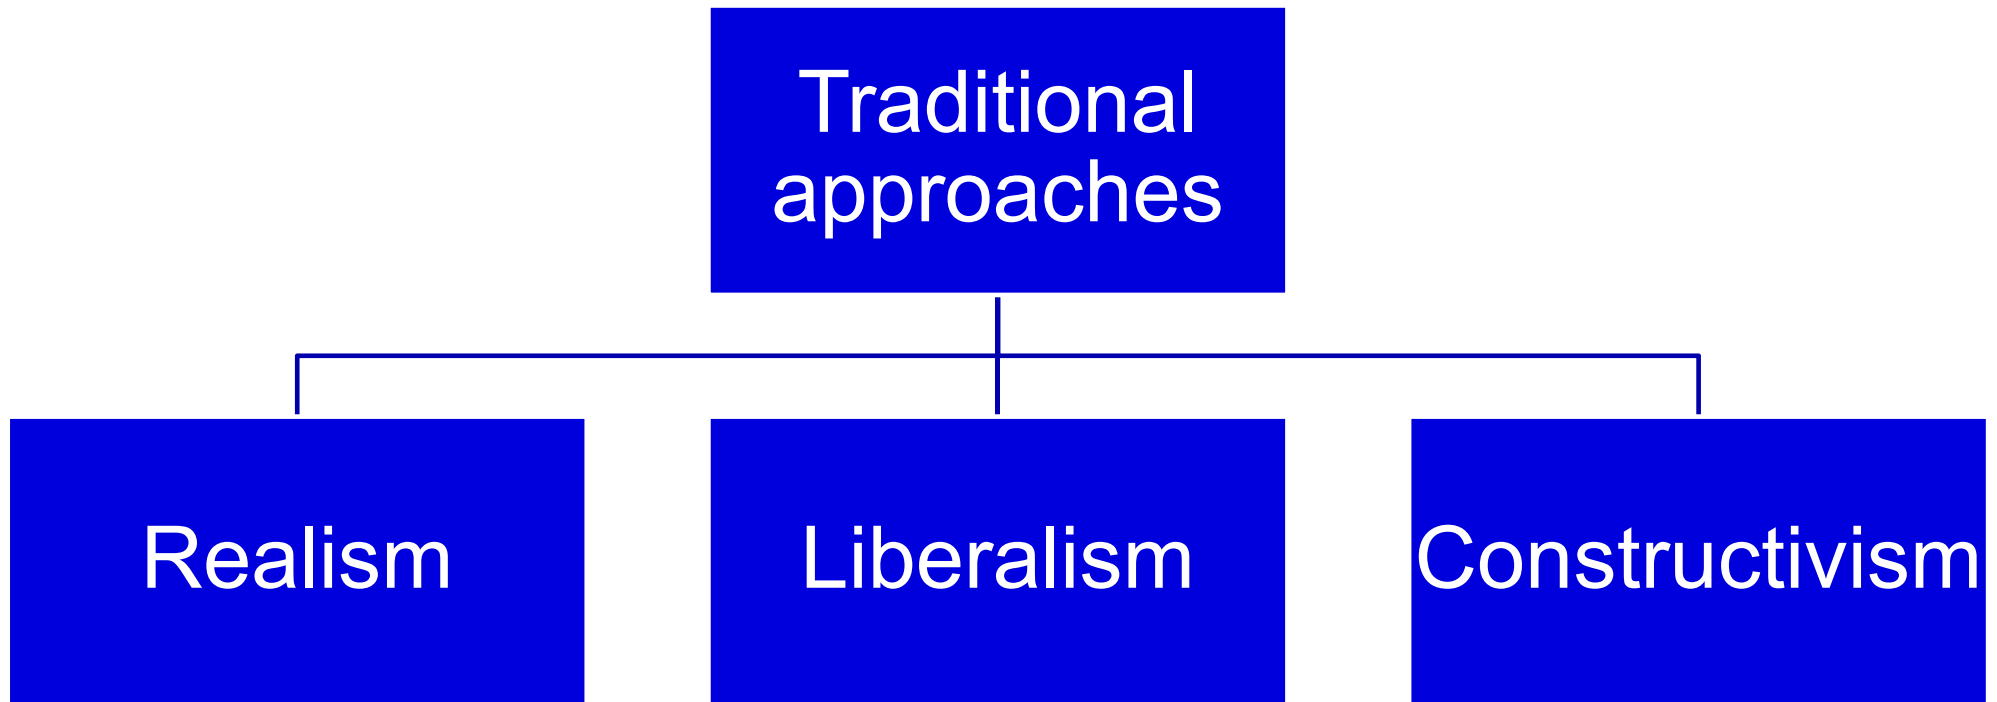 Traditional
approaches
Realism
Liberalism
Constructivism